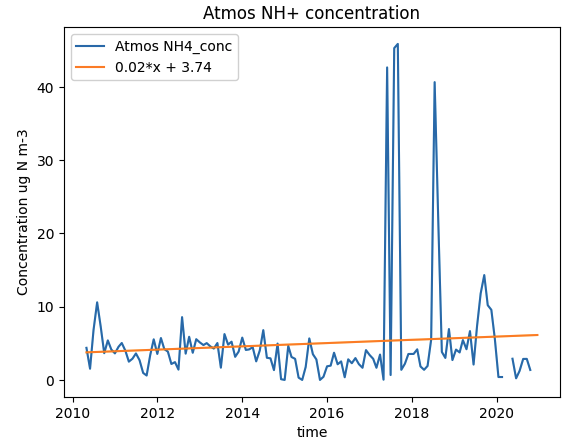 Atmos NH+ concentration
Atmos NH4_conc
0.02*x + 3.74
Concentration ug N m-3
40
30
20
10
0
2010 2012 2014 2016 2018 2020
time